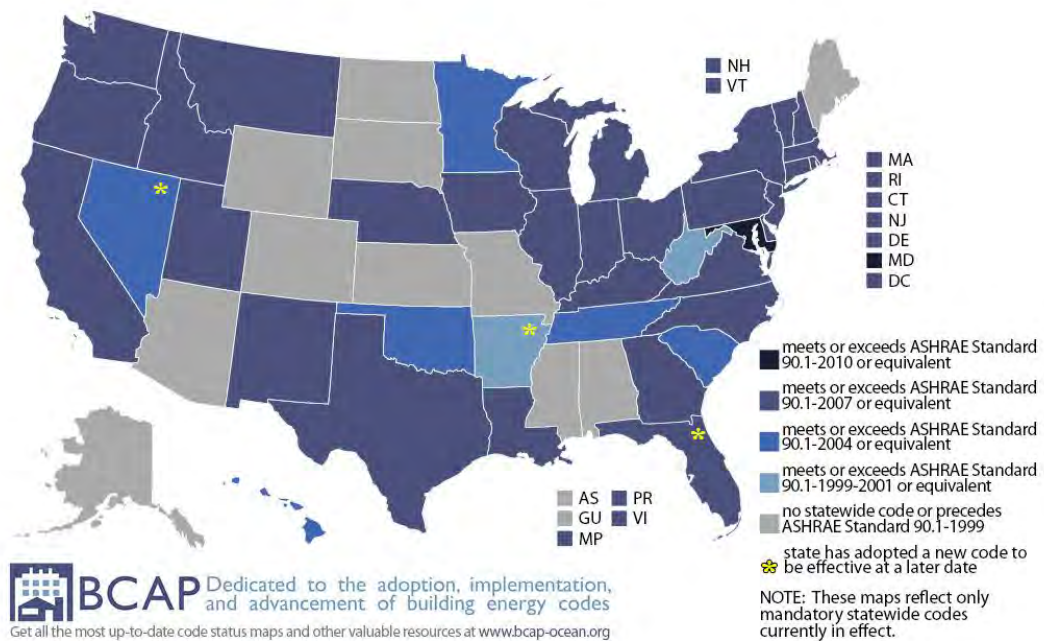 NH
VT
MA
RI
CT
NJ
DE
MD
DC
meets or exceeds ASHRAE Standard
90.1-2010 or equivalent
meets or exceeds ASHRAE Standard
90.1-2007 or equivalent
meets or exceeds ASHRAE Standard
90.1-2004 or equivalent
meets or exceeds ASHRAE Standard
90.1-1999-2001 or equivalent
no statewide code or precedes
ASHRAE Standard 90.1-1999
state has adopted a new code to
be effective at a later date
NOTE: These maps reflect only
mandatory statewide codes
currently in effect.
AS PR
GU VI
MP
BCAP Dedicated to the adoption, implementation,
and advancement of building energy codes
Get all the most up-to-date code status maps and other valuable resources at www.bcap-ocean.org